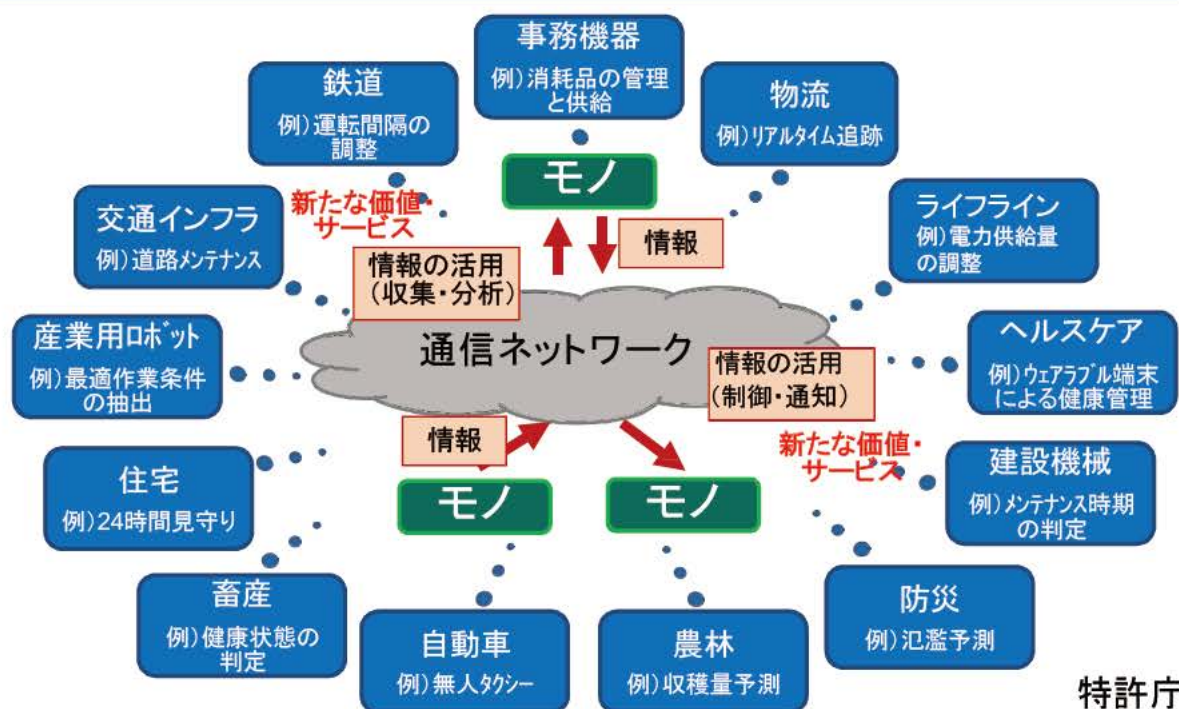 事務機器
例）消耗品の管理
と供給
鉄道
例）運転間隔の
調整
物流
例）ﾘｱﾙﾀｲﾑ追跡
モノ
新たな価値・
サービス
交通インフラ
例）道路ﾒﾝﾃﾅﾝｽ
ライフライン
例）電力供給量
の調整
情報
情報の活用
（収集・分析）
通信ネットワーク
産業用ﾛﾎﾞｯﾄ
例）最適作業条件
の抽出
ヘルスケア
例）ｳｪｱﾗﾌﾞﾙ端末
による健康管理
情報の活用
（制御・通知）
情報
新たな価値・
サービス
住宅
例）24時間見守り
モノ
モノ
建設機械
例）ﾒﾝﾃﾅﾝｽ時期
の判定
畜産
例）健康状態の
判定
自動車
例）無人ﾀｸｼｰ
農林
例）収穫量予測
防災
例）氾濫予測
特許庁